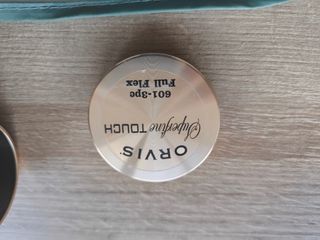 ORVIS
Superfine TOUCH
601-3pc
Full Flex